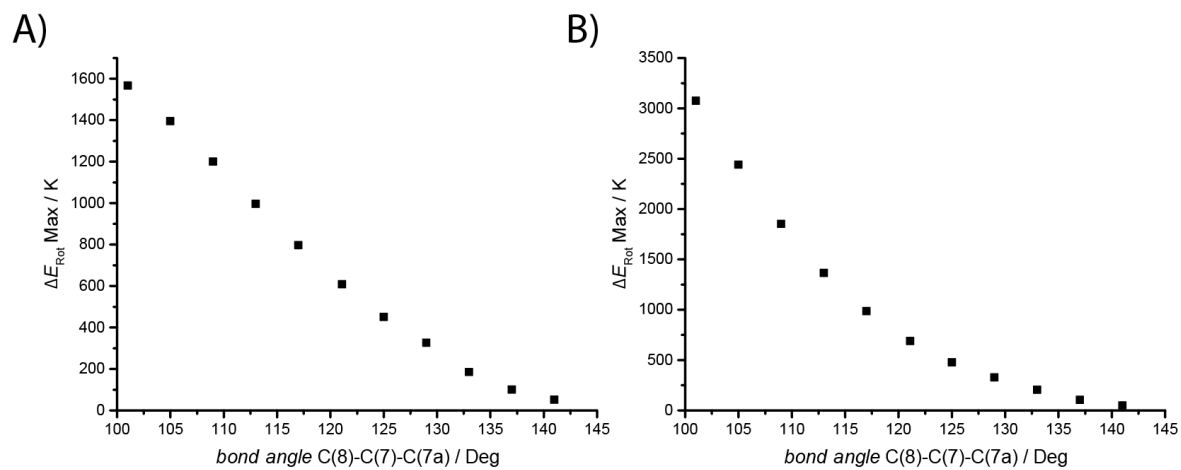 A)
1600
1400
1200
1000
800
600
400
200
0
ΔE_Rot Max / K
100 105 110 115 120 125 130 135 140 145
bond angle C(8)-C(7)-C(7a) / Deg
B)
3500
3000
2500
2000
1500
1000
500
0
ΔE_Rot Max / K
100 105 110 115 120 125 130 135 140 145
bond angle C(8)-C(7)-C(7a) / Deg